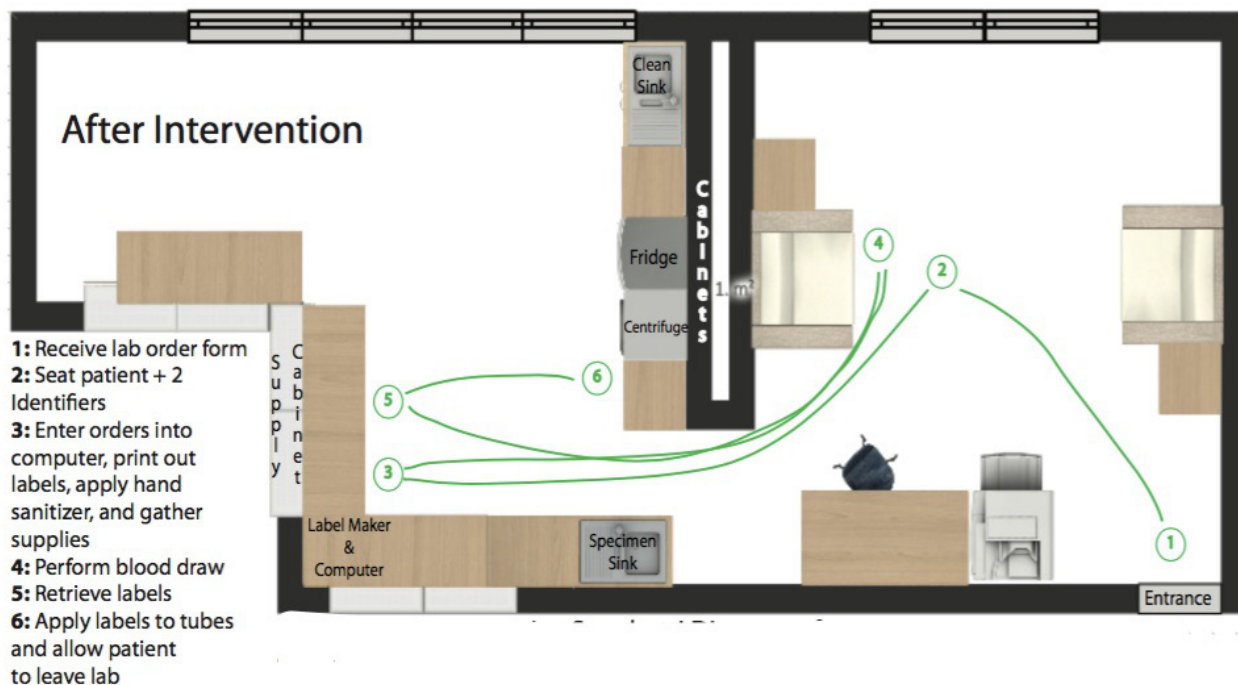 After Intervention
Clean
Sink
Cabinets
Fridge
1. m²
Centrifuge
4
2
6
5
3
1
Supply
Cabinet
1: Receive lab order form
2: Seat patient + 2
Identifiers
3: Enter orders into
computer, print out
labels, apply hand
sanitizer, and gather
supplies
4: Perform blood draw
5: Retrieve labels
6: Apply labels to tubes
and allow patient
to leave lab
Label Maker
&
Computer
Specimen
Sink
Entrance